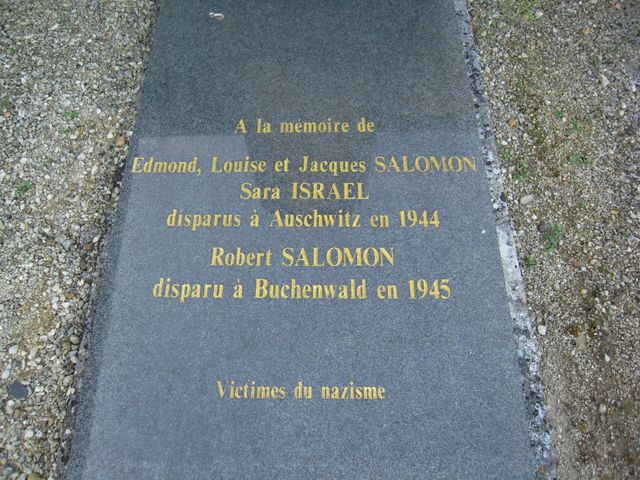 A la mémoire de
Edmond, Louise et Jacques SALOMON
Sara ISRAEL
disparus à Auschwitz en 1944
Robert SALOMON
disparu à Buchenwald en 1945
Victimes du nazisme